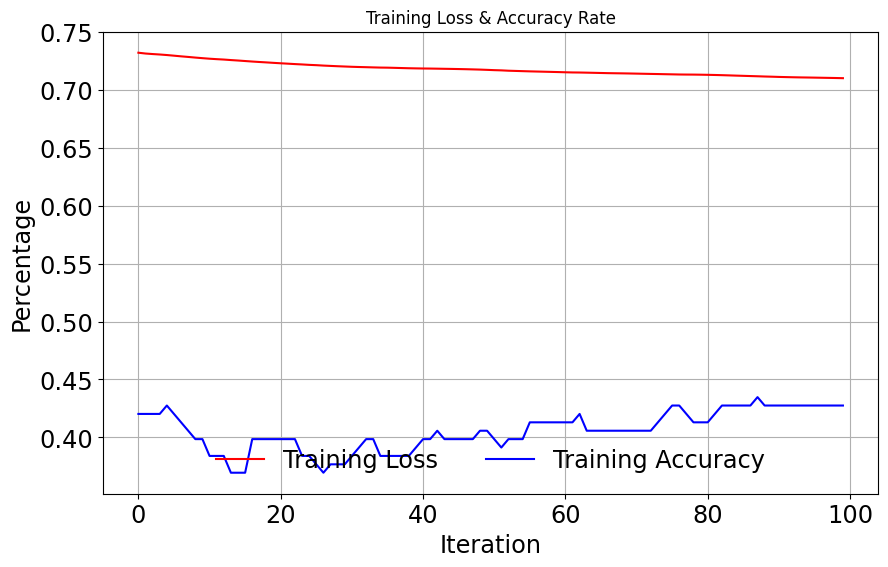 Training Loss & Accuracy Rate
0.75
0.70
0.65
0.60
0.55
0.50
0.45
0.40
Percentage
Training Loss
Training Accuracy
0 20 40 60 80 100
Iteration